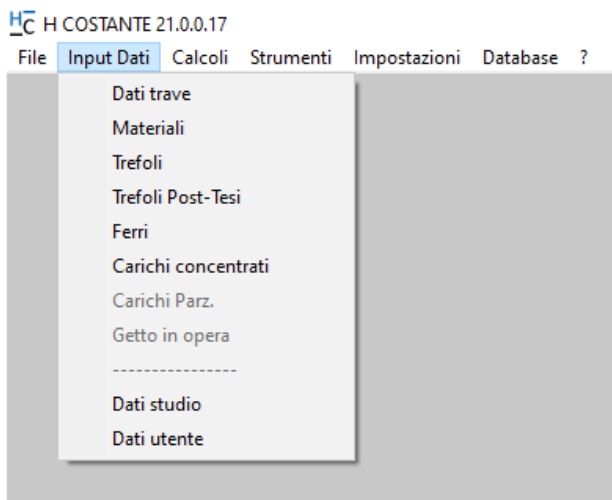 HC H COSTANTE 21.0.0.17
File Input Dati Calcoli Strumenti Impostazioni Database ?
Dati trave
Materiali
Trefoli
Trefoli Post-Tesi
Ferri
Carichi concentrati
Carichi Parz.
Getto in opera
----------------
Dati studio
Dati utente